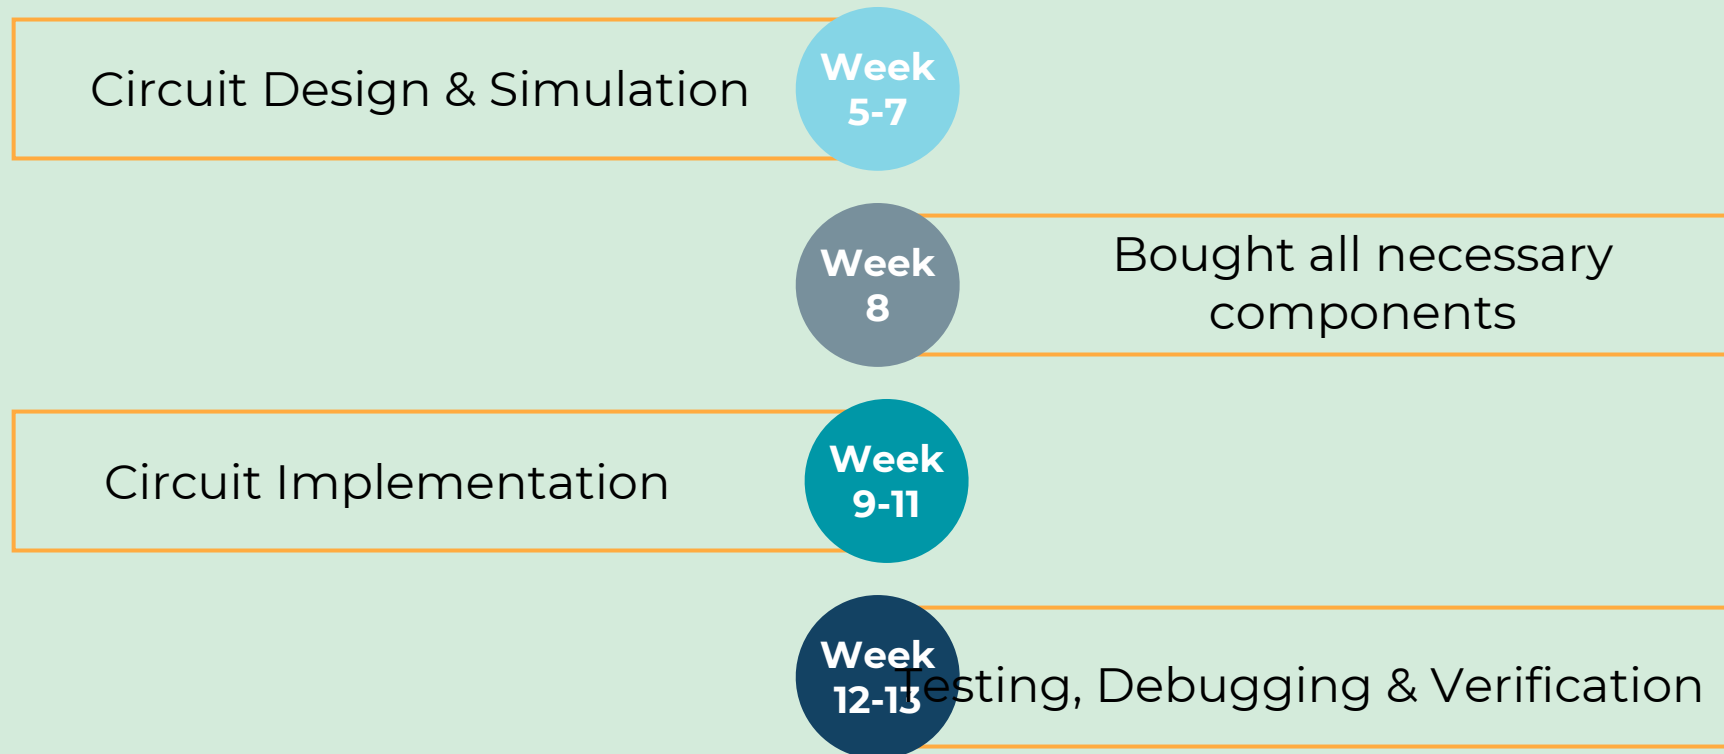 Circuit Design & Simulation
Week
5-7
Week
8
Bought all necessary
components
Circuit Implementation
Week
9-11
Week
12-13
Testing, Debugging & Verification